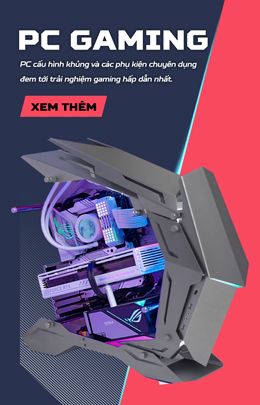 PC GAMING
PC cấu hình khủng và các phụ kiện chuyên dụng
đem tới trải nghiệm gaming hấp dẫn nhất.
XEM THÊM